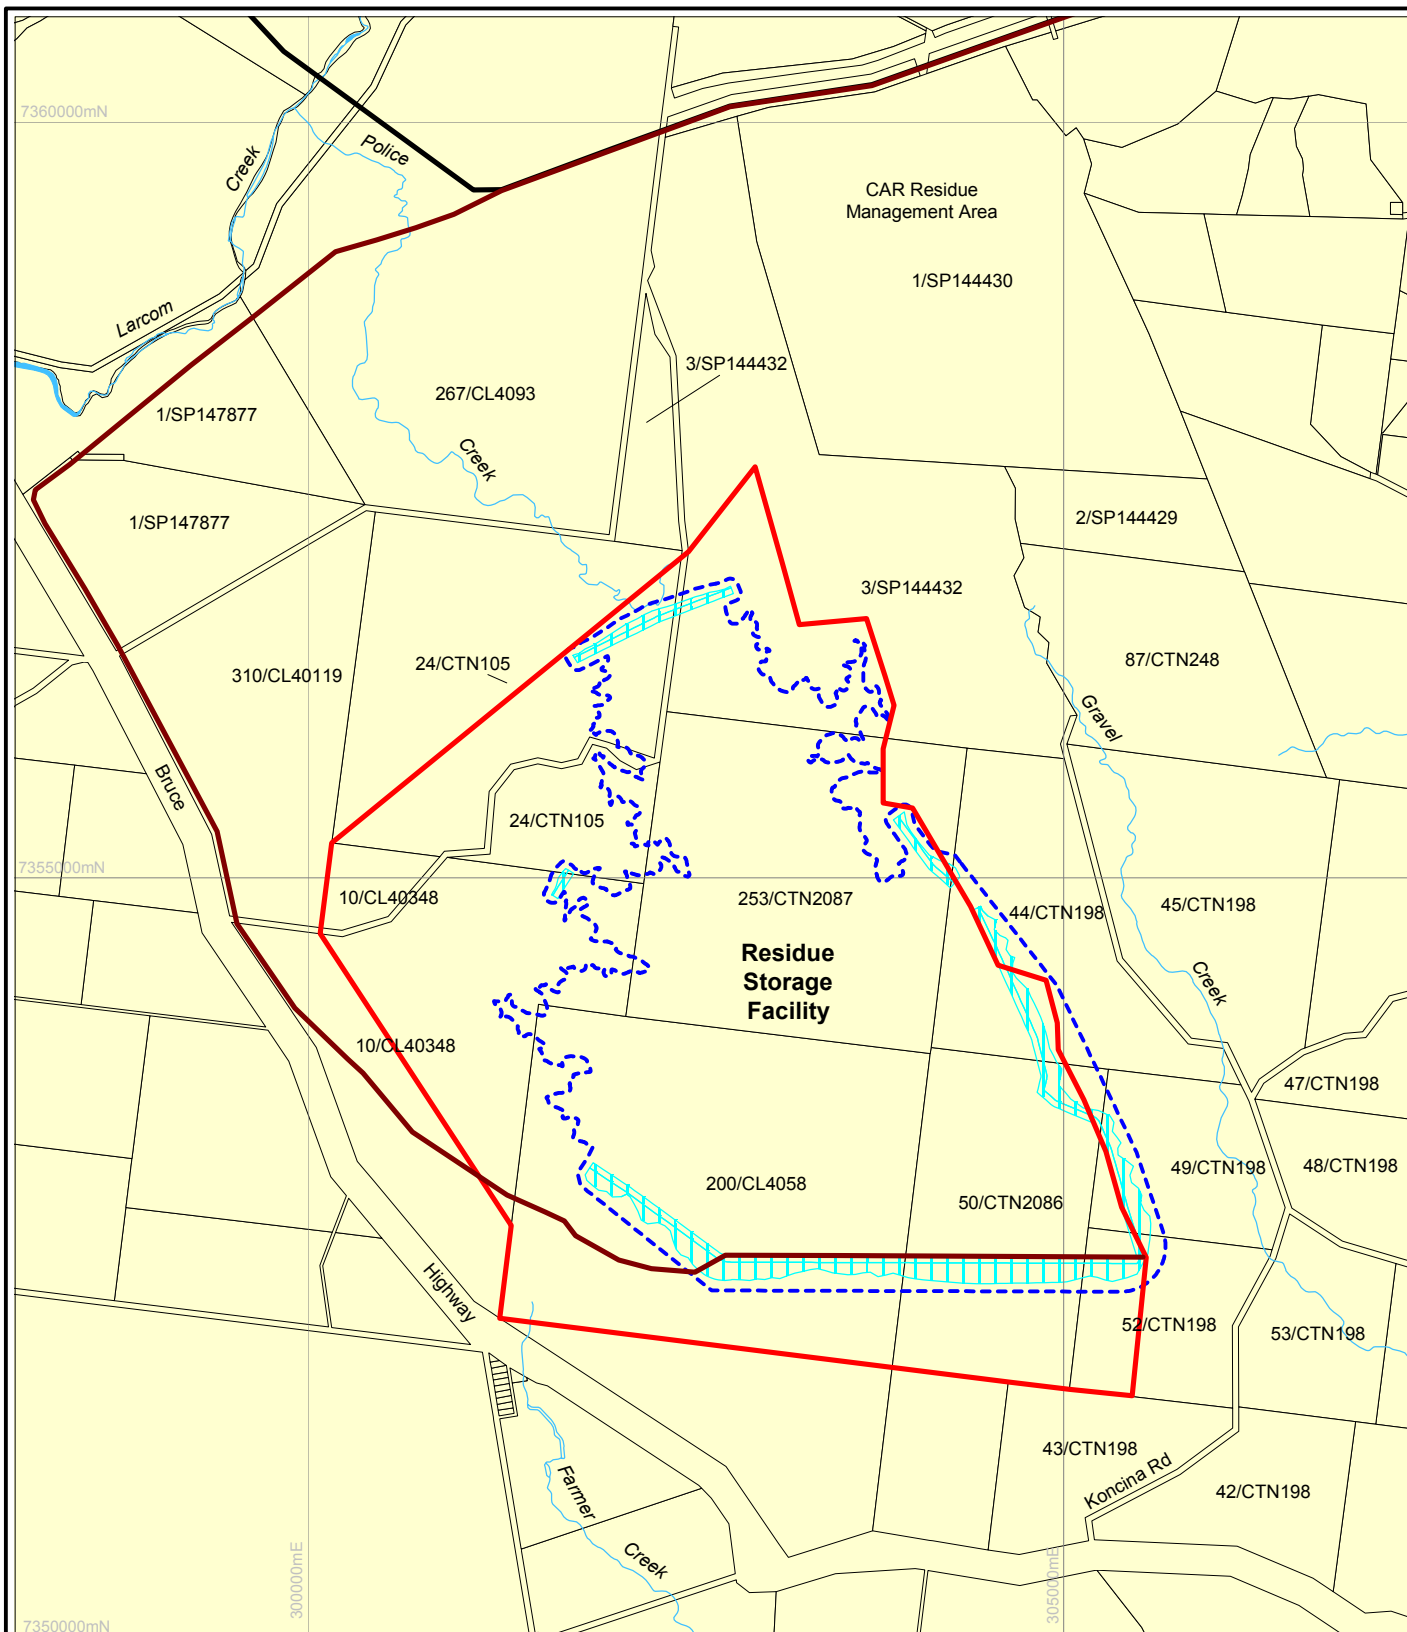 7360000mN
Police
Creek
CAR Residue
Management Area
1/SP144430
Larcom
3/SP144432
267/CL4093
1/SP147877
Creek
1/SP147877
2/SP144429
3/SP144432
24/CTN105
87/CTN248
310/CL40119
Gravel
Bruce
24/CTN105
7355000mN
10/CL40348
253/CTN2087
44/CTN198
45/CTN198
Residue
Storage
Facility
Creek
10/CL40348
47/CTN198
49/CTN198
48/CTN198
200/CL4058
50/CTN2086
Highway
52/CTN198
53/CTN198
43/CTN198
Koncina Rd
42/CTN198
Farmer
Creek
300000mE
305000mE
7350000mN